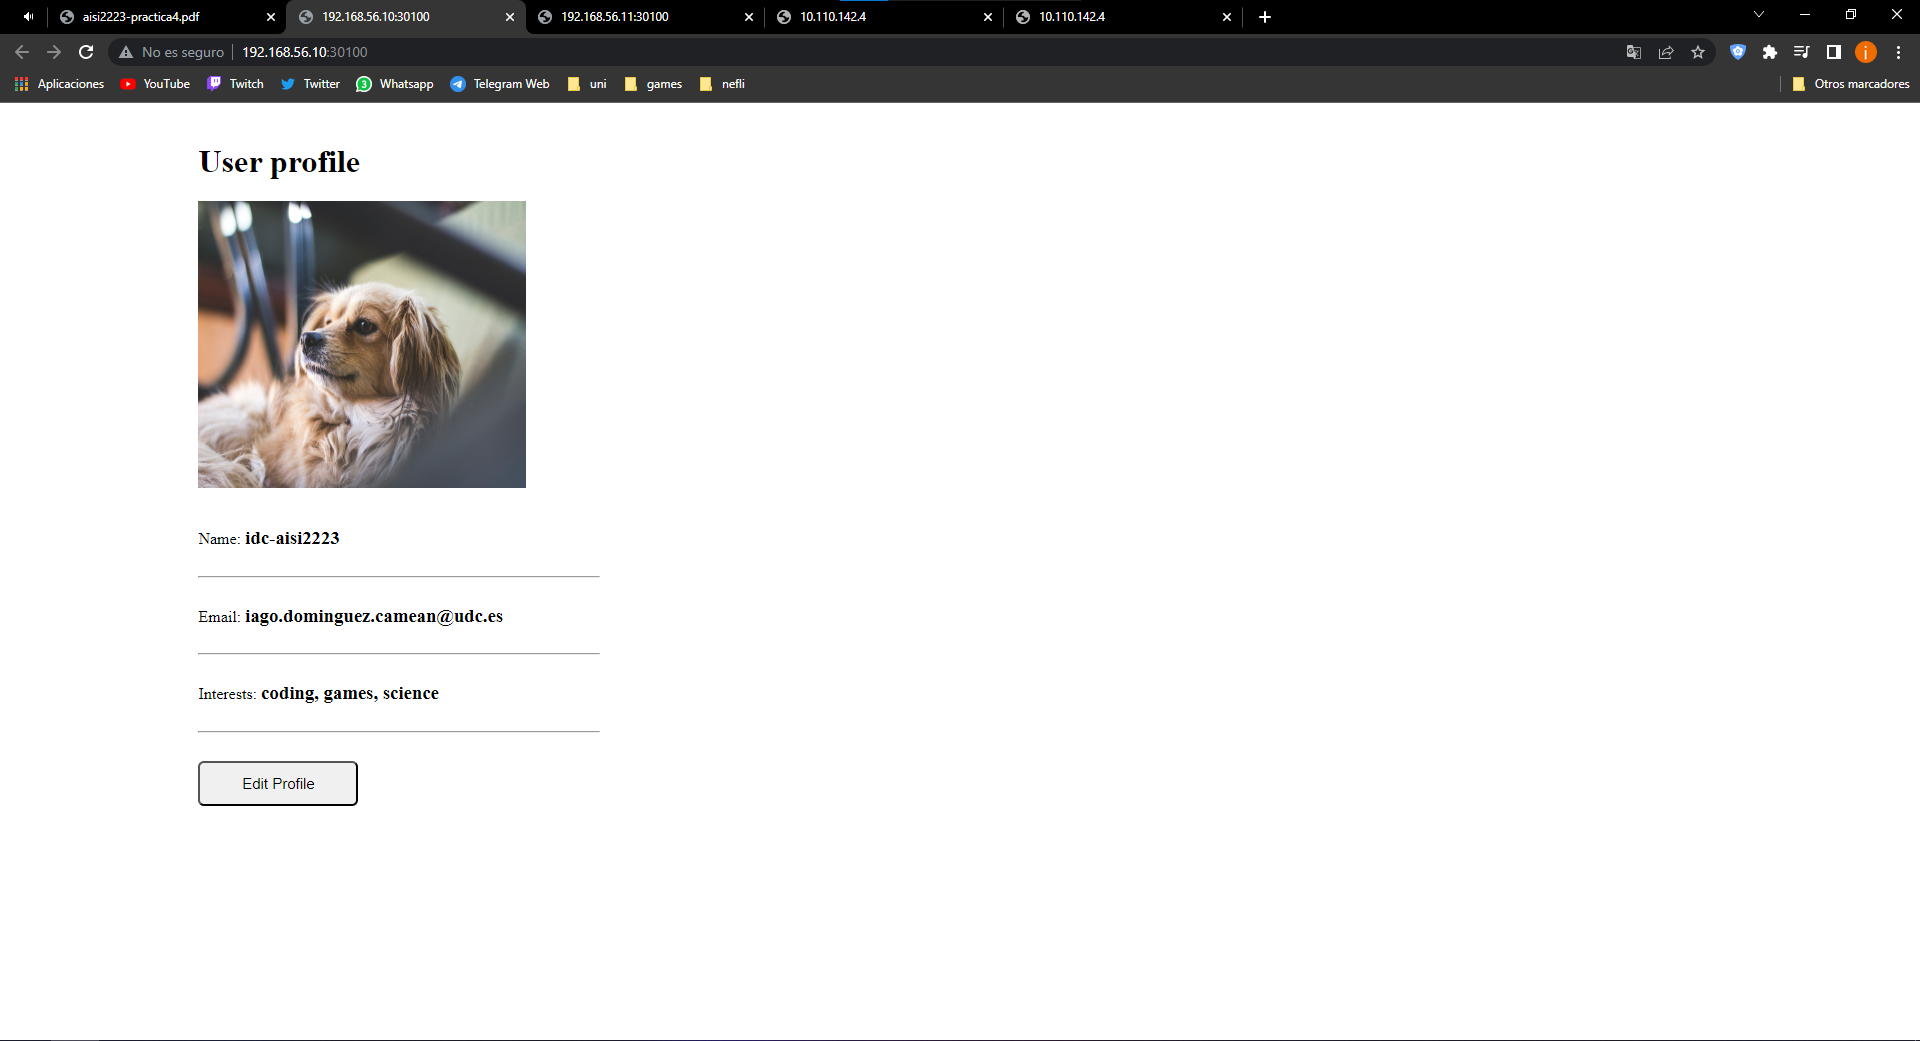 aisi2223-practica4.pdf
192.168.56.10:30100
192.168.56.11:30100
10.110.142.4
10.110.142.4
No es seguro
192.168.56.10:30100
i
Aplicaciones
YouTube
Twitch
Twitter
3
Whatsapp
Telegram Web
uni
games
nefli
Otros marcadores
User profile
Name: idc-aisi2223
Email: iago.dominguez.camean@udc.es
Interests: coding, games, science
Edit Profile